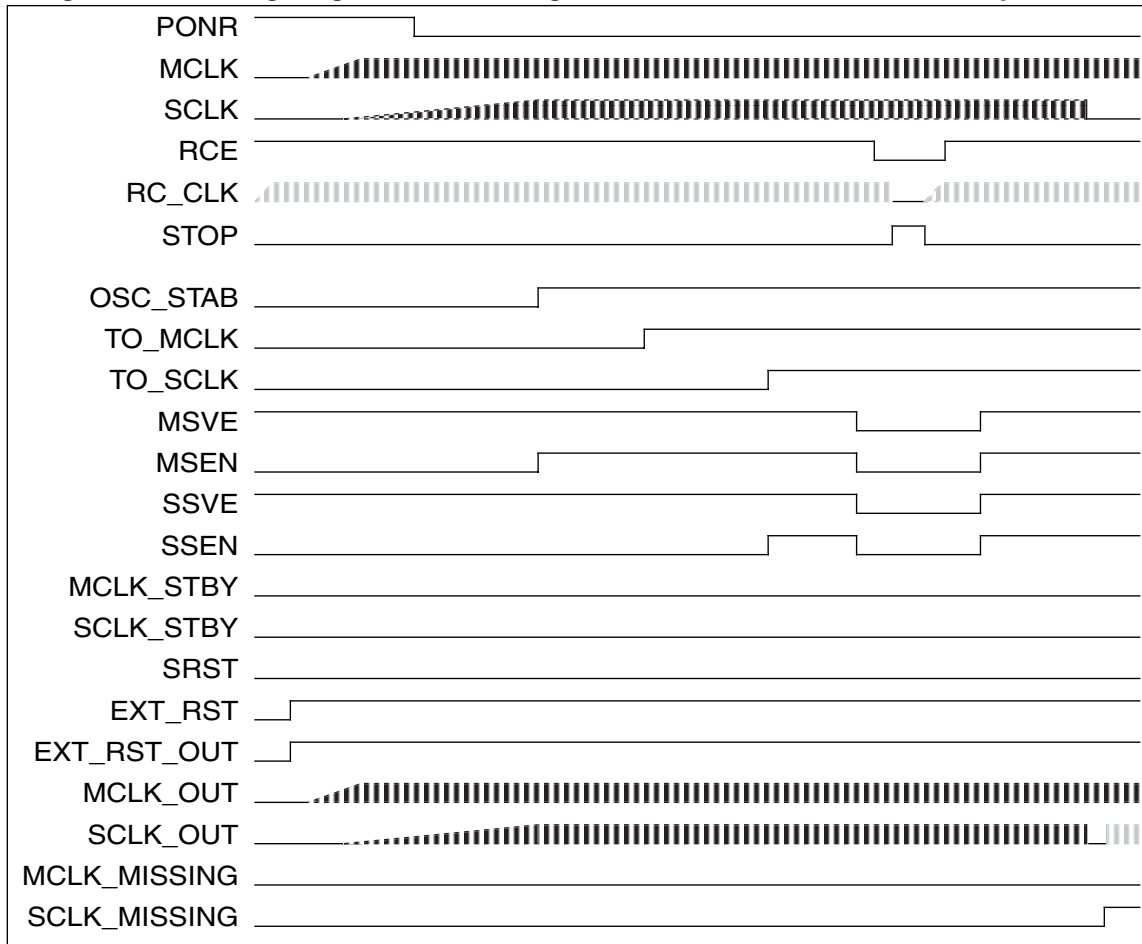 PONR
MCLK
SCLK
RCE
RC_CLK
STOP
OSC_STAB
TO_MCLK
TO_SCLK
MSVE
MSEN
SSVE
SSEN
MCLK_STBY
SCLK_STBY
SRST
EXT_RST
EXT_RST_OUT
MCLK_OUT
SCLK_OUT
MCLK_MISSING
SCLK_MISSING